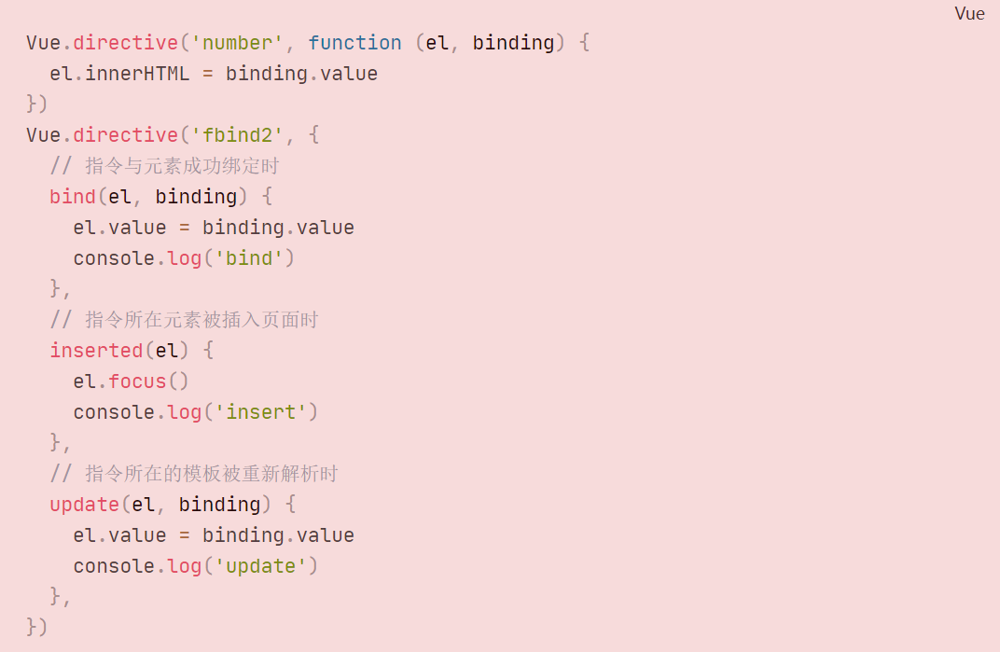 Vue
Vue.directive('number', function (el, binding) {
  el.innerHTML = binding.value
})
Vue.directive('fbind2', {
  // 指令与元素成功绑定时
  bind(el, binding) {
    el.value = binding.value
    console.log('bind')
  },
  // 指令所在元素被插入页面时
  inserted(el) {
    el.focus()
    console.log('insert')
  },
  // 指令所在的模板被重新解析时
  update(el, binding) {
    el.value = binding.value
    console.log('update')
  },
})